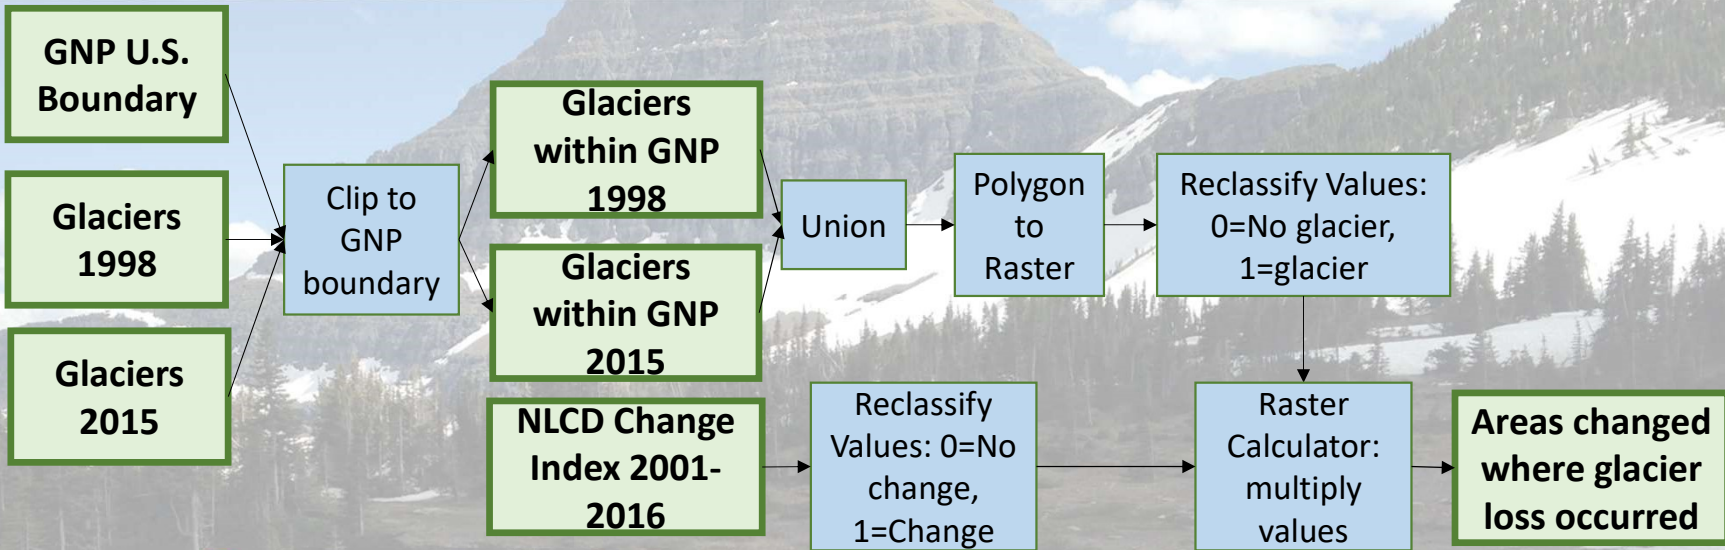 GNP U.S.
Boundary
Glaciers
1998
Glaciers
2015
Clip to
GNP
boundary
Glaciers
within GNP
1998
Glaciers
within GNP
2015
Union
Polygon
to
Raster
Reclassify Values:
0=No glacier,
1=glacier
NLCD Change
Index 2001-
2016
Reclassify
Values: 0=No
change,
1=Change
Raster
Calculator:
multiply
values
Areas changed
where glacier
loss occurred